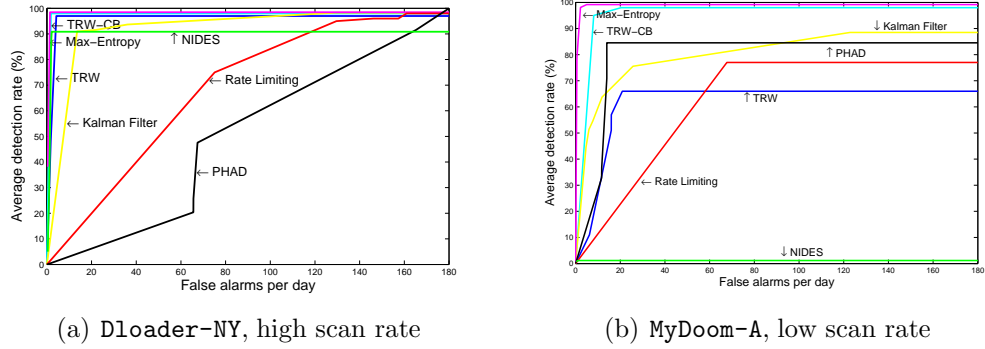 Average detection rate (%)
100
90
80
70
60
50
40
30
20
10
0
← TRW−CB
← Max−Entropy
↑ NIDES
← TRW
← Rate Limiting
← Kalman Filter
← PHAD
0 20 40 60 80 100 120 140 160 180
False alarms per day
(a) Dloader-NY, high scan rate
Average detection rate (%)
100
90
80
70
60
50
40
30
20
10
0
← Max−Entropy
← TRW−CB
↓ Kalman Filter
↑ PHAD
↑ TRW
← Rate Limiting
↓ NIDES
0 20 40 60 80 100 120 140 160 180
False alarms per day
(b) MyDoom-A, low scan rate